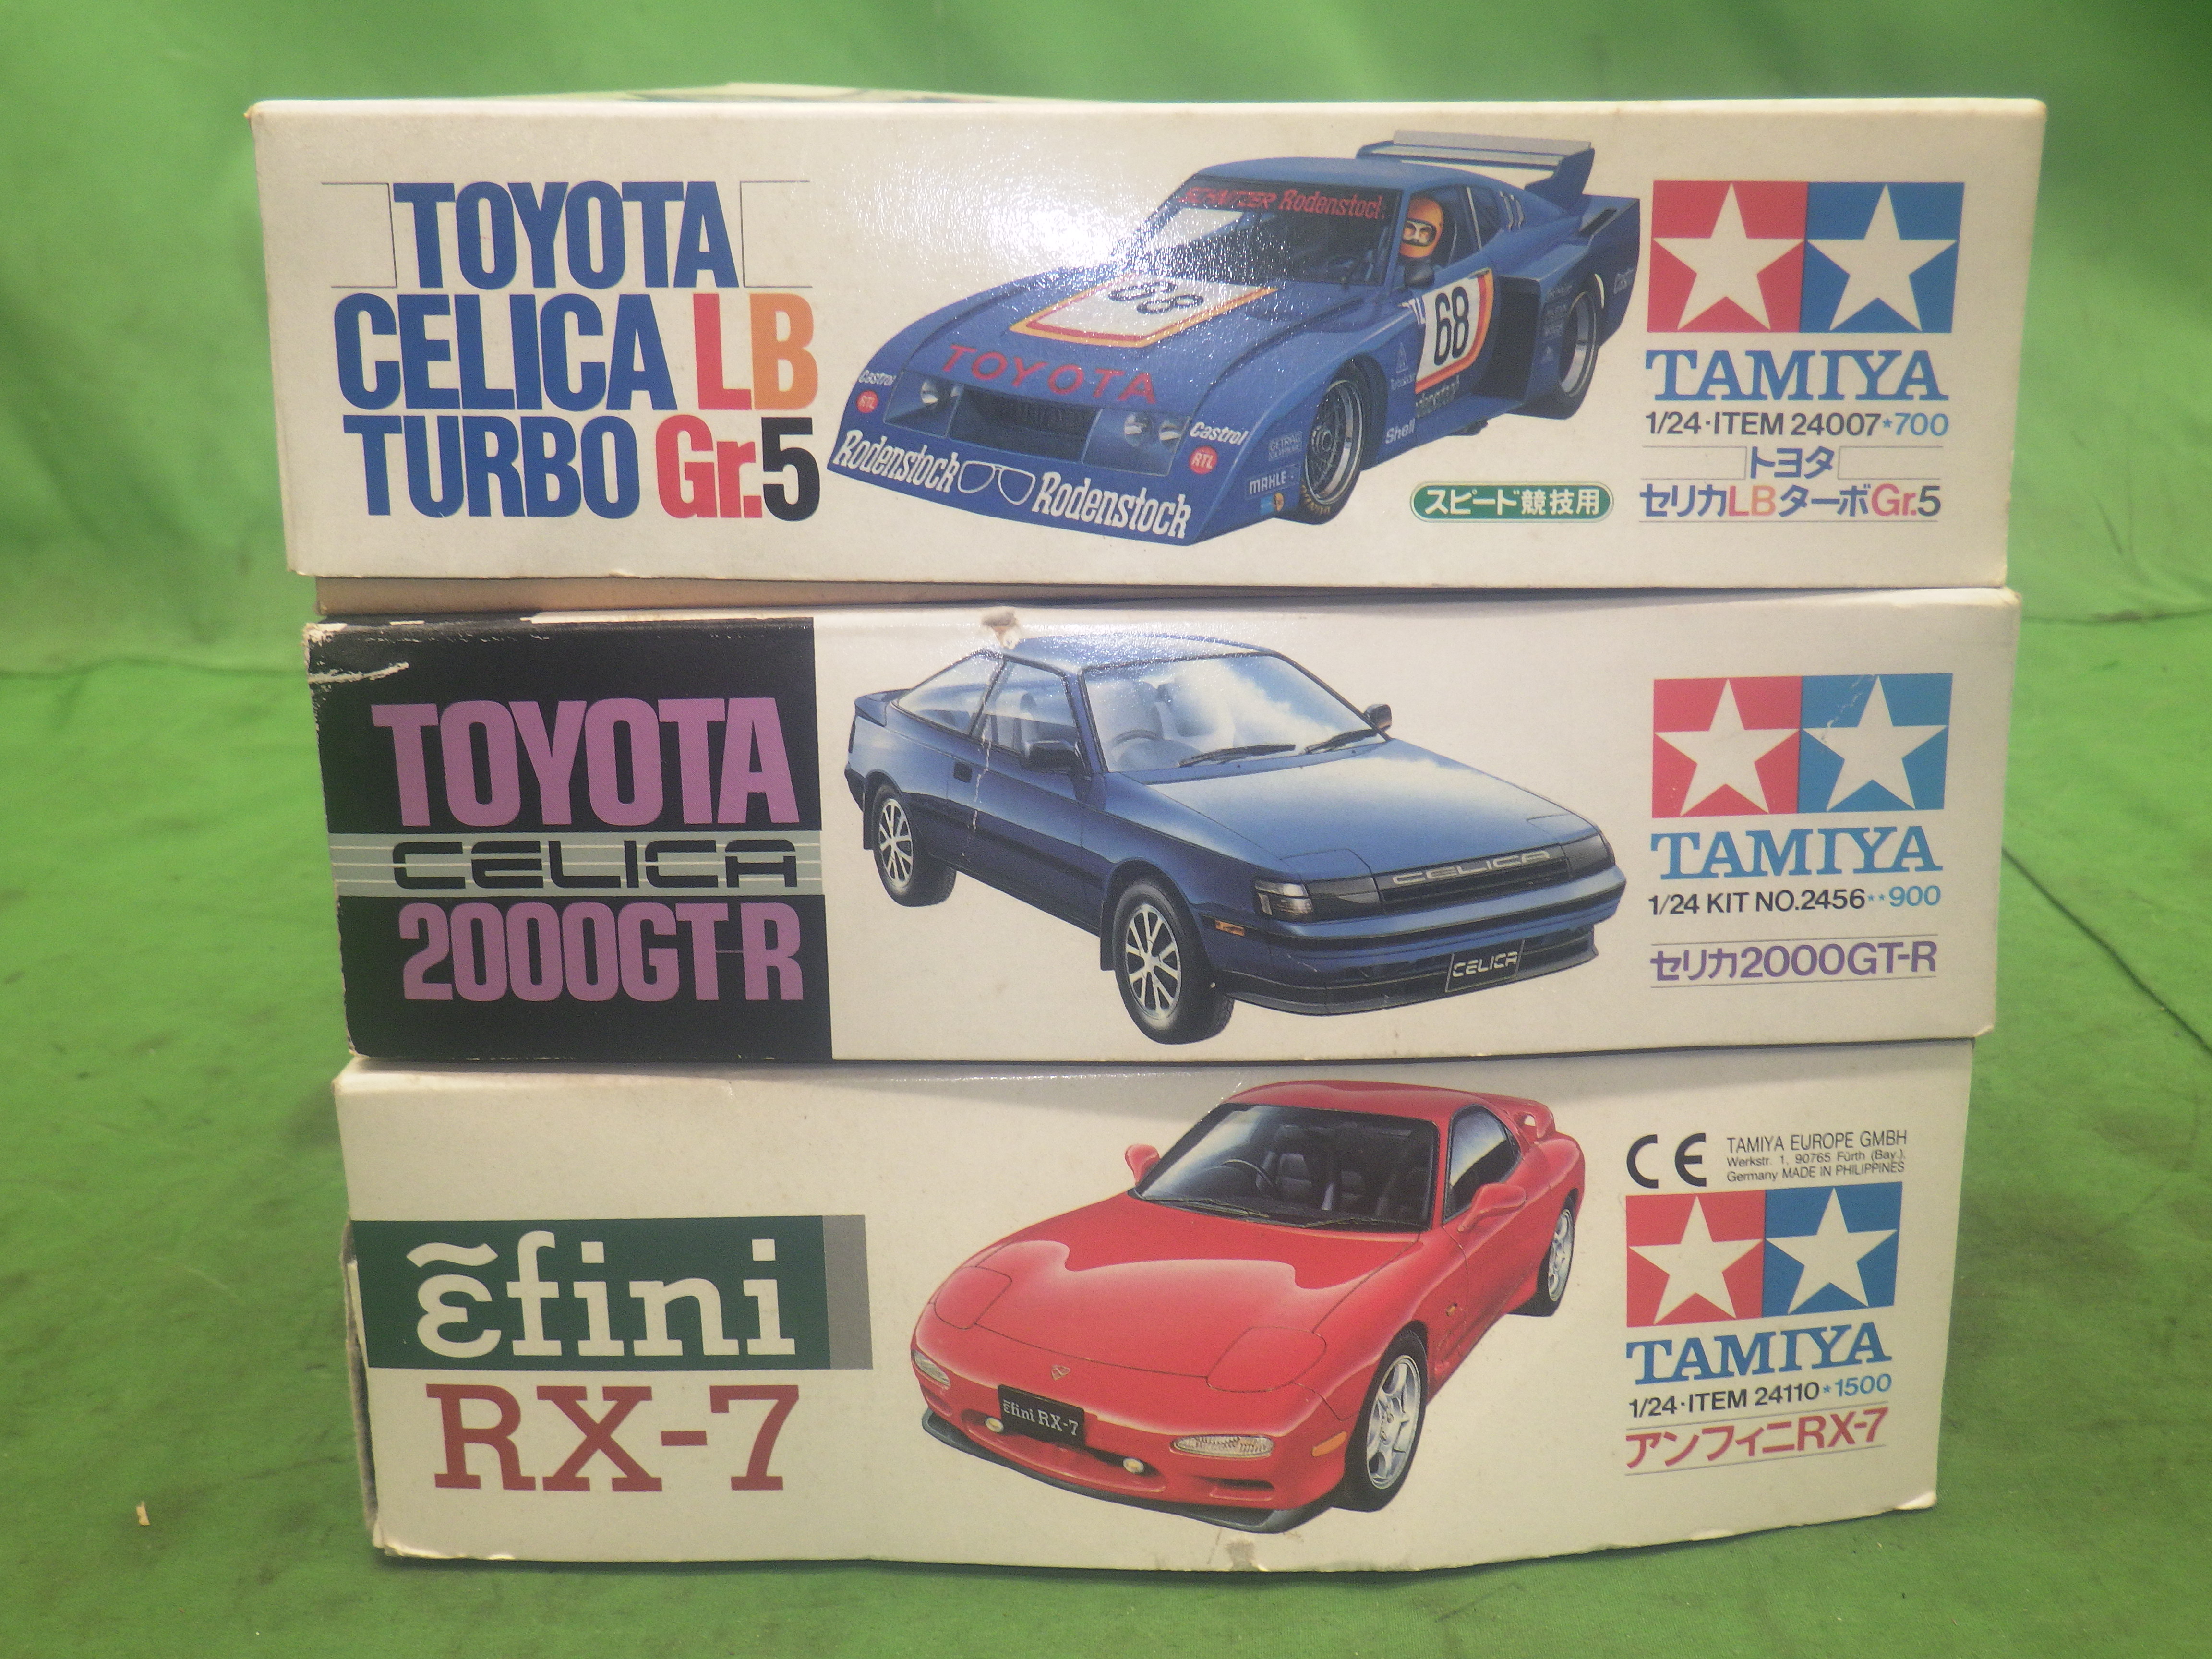 TOYOTA
CELICA LB
TURBO Gr.5
SCHNITZER Rodenstock
68
68
TOYOTA
Castrol
RTL
Castrol
RTL
Rodenstock Rodenstock
MAHLE
Shell
スピード競技用
TAMIYA
1/24·ITEM 24007*700
トヨタ
セリカLBターボGr.5
TOYOTA
CELICA
2000GT-R
CELICA
CELICA
TAMIYA
1/24 KIT NO.2456**900
セリカ2000GT-R
ε̃fini
RX-7
ε̃fini RX-7
CE TAMIYA EUROPE GMBH
Werkstr. 1, 90765 Fürth (Bay.),
Germany MADE IN PHILIPPINES
TAMIYA
1/24·ITEM 24110*1500
アンフィニRX-7